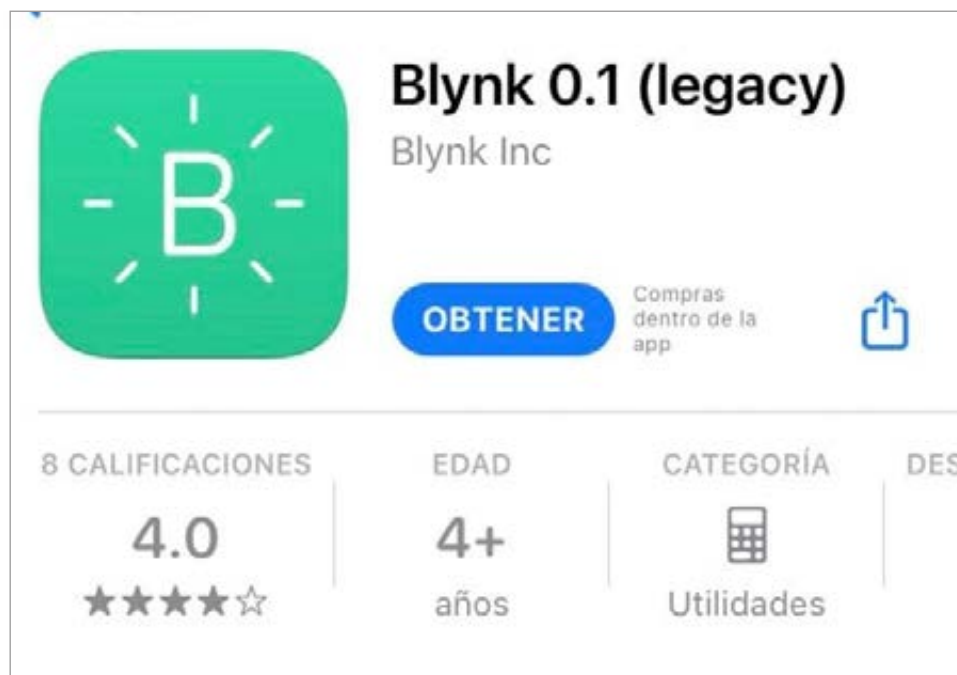 B
Blynk 0.1 (legacy)
Blynk Inc
OBTENER
Compras
dentro de la
app
8 CALIFICACIONES
EDAD
CATEGORÍA
DES
4.0
4+
años
Utilidades